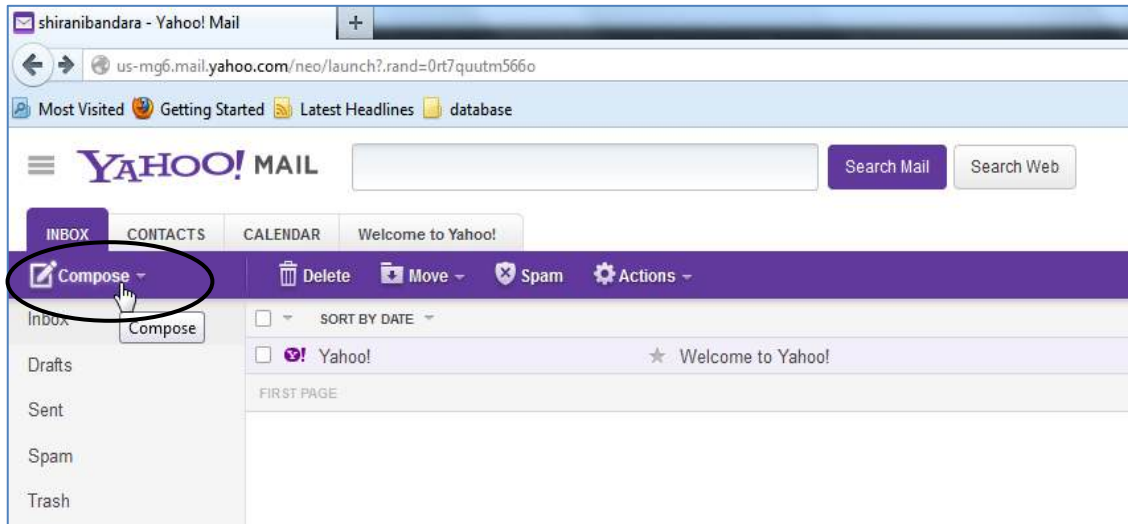 shiranibandara - Yahoo! Mail
us-mg6.mail.yahoo.com/neo/launch?.rand=0rt7quutm566o
Most Visited Getting Started Latest Headlines database
YAHOO! MAIL Search Mail Search Web
INBOX CONTACTS CALENDAR Welcome to Yahoo!
Compose Delete Move Spam Actions
Inbox Compose SORT BY DATE
Drafts Yahoo! Welcome to Yahoo!
FIRST PAGE
Sent
Spam
Trash